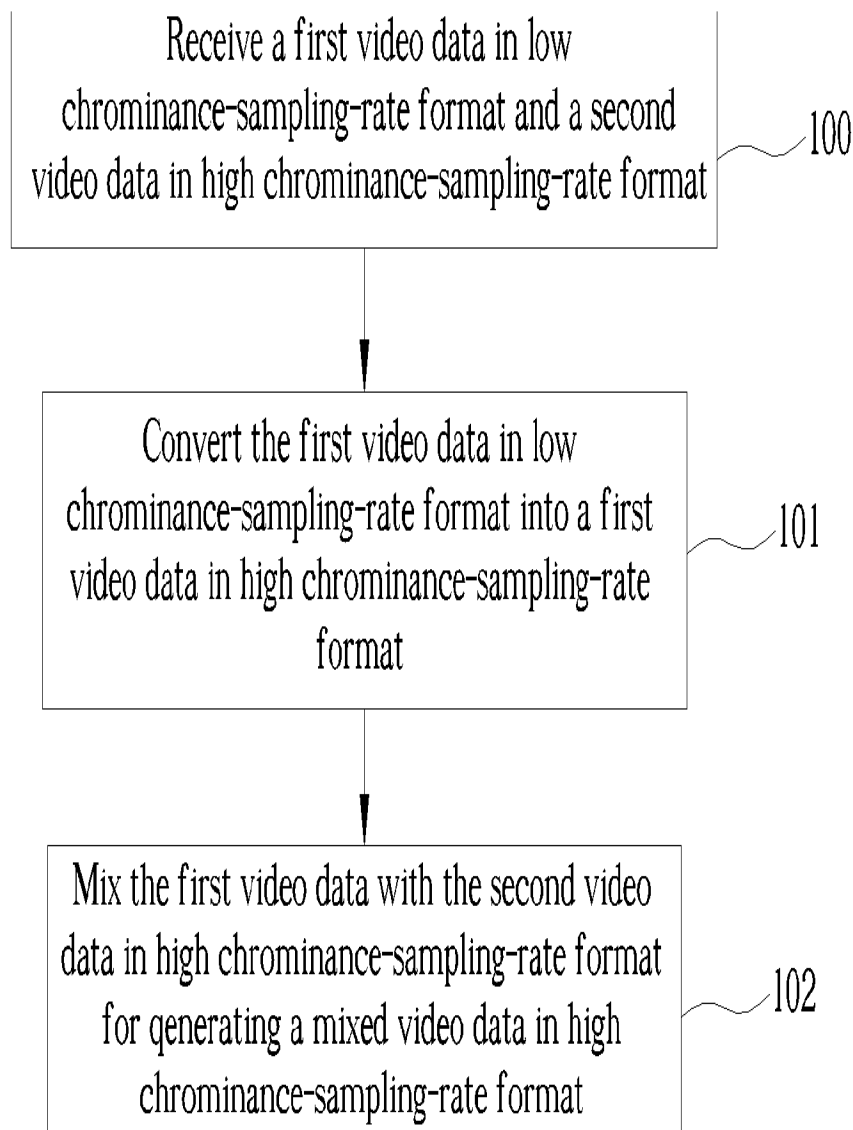 Receive a first video data in low
chrominance-sampling-rate format and a second
video data in high chrominance-sampling-rate format
100
Convert the first video data in low
chrominance-sampling-rate format into a first
video data in high chrominance-sampling-rate
format
101
Mix the first video data with the second video
data in high chrominance-sampling-rate format
for qenerating a mixed video data in high
chrominance-sampling-rate format
102